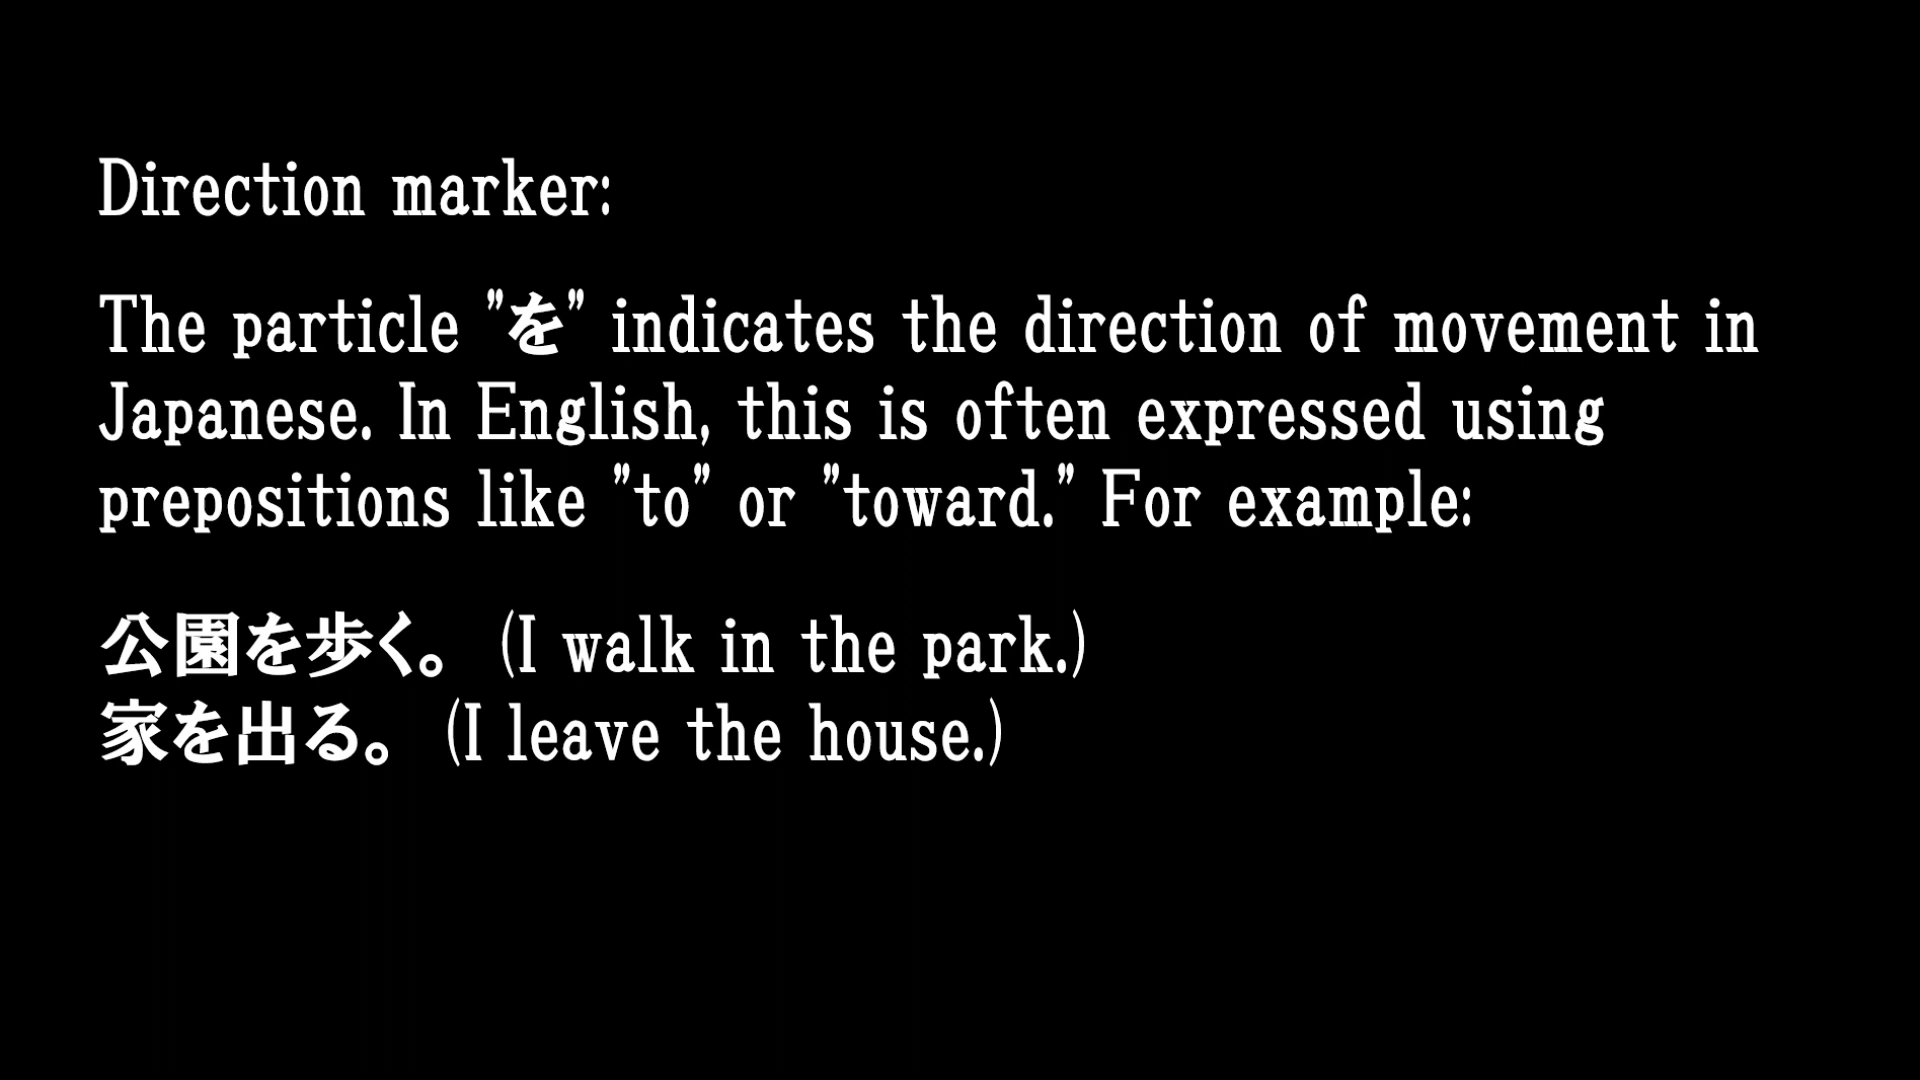 Direction marker:
The particle "を" indicates the direction of movement in
Japanese. In English, this is often expressed using
prepositions like "to" or "toward." For example:
公園を歩く。 (I walk in the park.)
家を出る。 (I leave the house.)